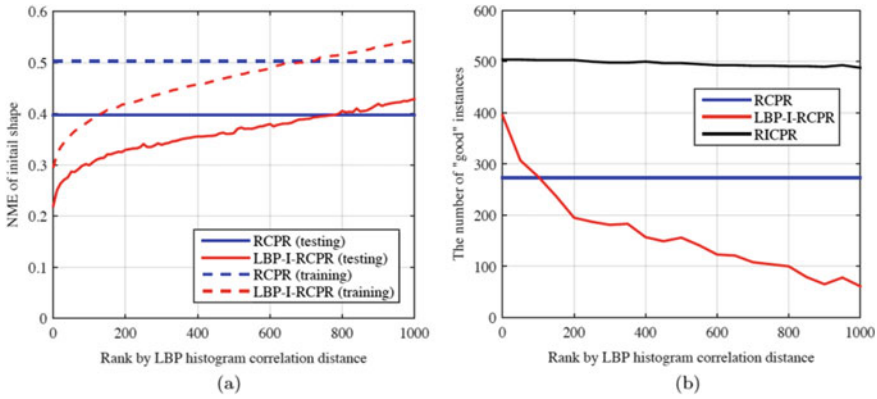 0.6
0.5
0.4
0.3
0.2
0.1
0
NME of initail shape
RCPR (testing)
LBP-I-RCPR (testing)
RCPR (training)
LBP-I-RCPR (training)
0 200 400 600 800 1000
Rank by LBP histogram correlation distance
(a)
600
500
400
300
200
100
0
The number of "good" instances
RCPR
LBP-I-RCPR
RICPR
0 200 400 600 800 1000
Rank by LBP histogram correlation distance
(b)